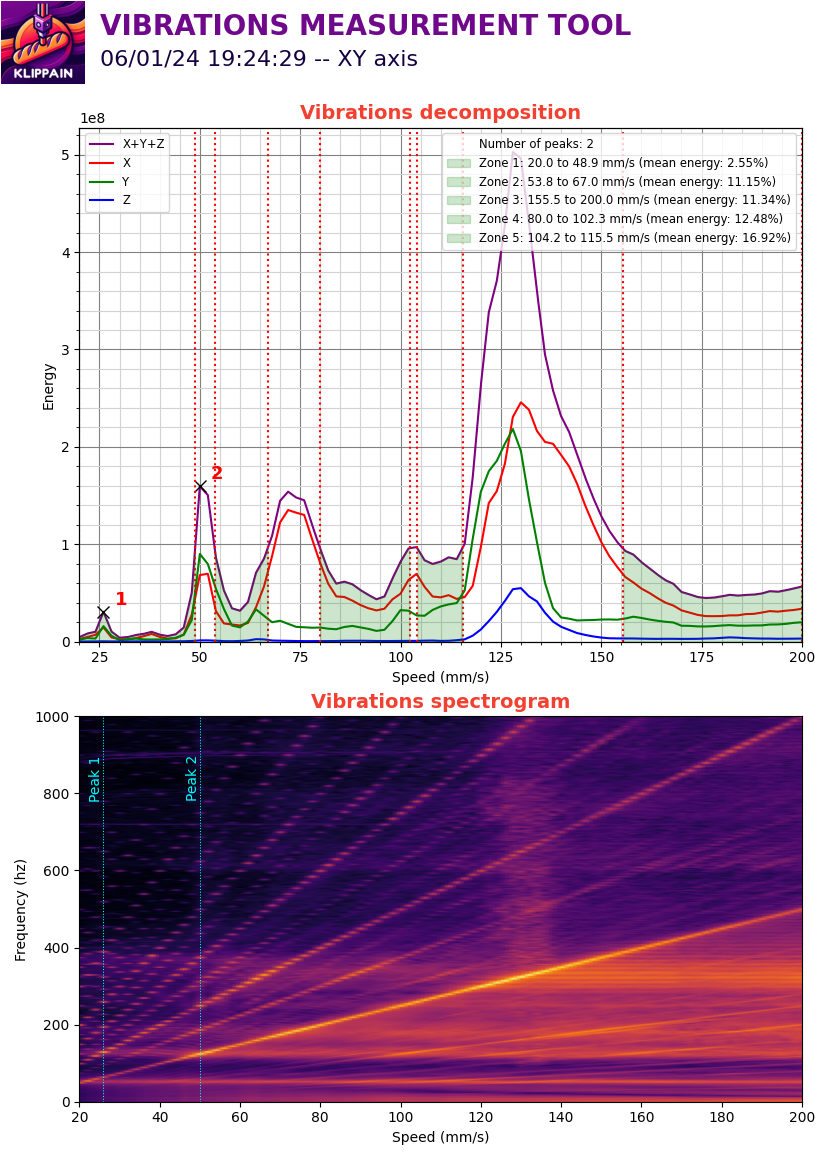 KLIPPAIN
VIBRATIONS MEASUREMENT TOOL
06/01/24 19:24:29 -- XY axis
Vibrations decomposition
1e8
X+Y+Z
X
Y
Z
Number of peaks: 2
Zone 1: 20.0 to 48.9 mm/s (mean energy: 2.55%)
Zone 2: 53.8 to 67.0 mm/s (mean energy: 11.15%)
Zone 3: 155.5 to 200.0 mm/s (mean energy: 11.34%)
Zone 4: 80.0 to 102.3 mm/s (mean energy: 12.48%)
Zone 5: 104.2 to 115.5 mm/s (mean energy: 16.92%)
5
4
3
2
1
0
Energy
2
1
25 50 75 100 125 150 175 200
Speed (mm/s)
Vibrations spectrogram
1000
800
600
400
200
0
Frequency (hz)
Peak 1
Peak 2
20 40 60 80 100 120 140 160 180 200
Speed (mm/s)